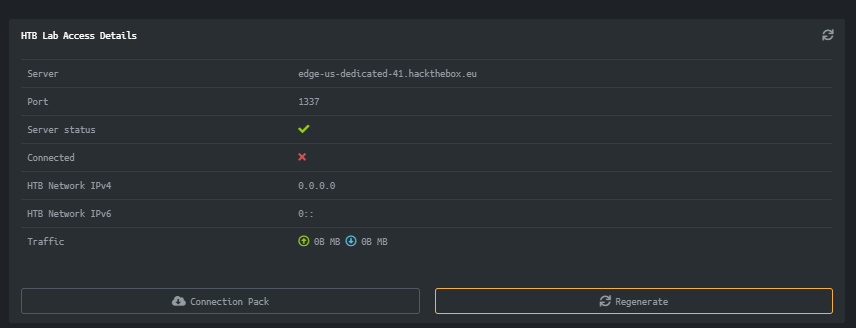 HTB Lab Access Details
Server edge-us-dedicated-41.hackthebox.eu
Port 1337
Server status
Connected
HTB Network IPv4 0.0.0.0
HTB Network IPv6 0::
Traffic 0B MB 0B MB
Connection Pack Regenerate